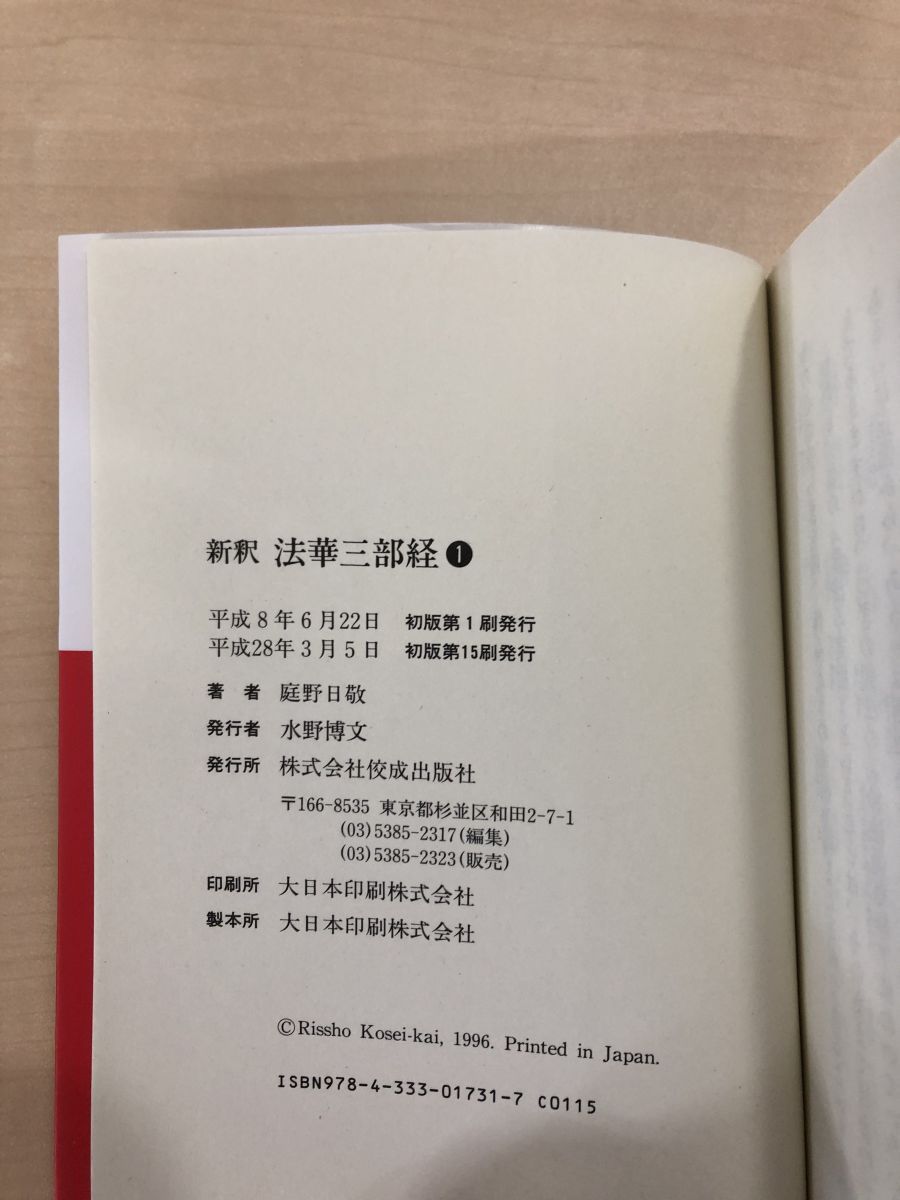 新釈 法華三部経❶
平成8年6月22日 初版第1刷発行
平成28年3月5日 初版第15刷発行
著者 庭野日敬
発行者 水野博文
発行所 株式会社佼成出版社
〒166-8535 東京都杉並区和田2-7-1
(03)5385-2317(編集)
(03)5385-2323(販売)
印刷所 大日本印刷株式会社
製本所 大日本印刷株式会社
©Rissho Kosei-kai, 1996. Printed in Japan.
ISBN978-4-333-01731-7 C0115